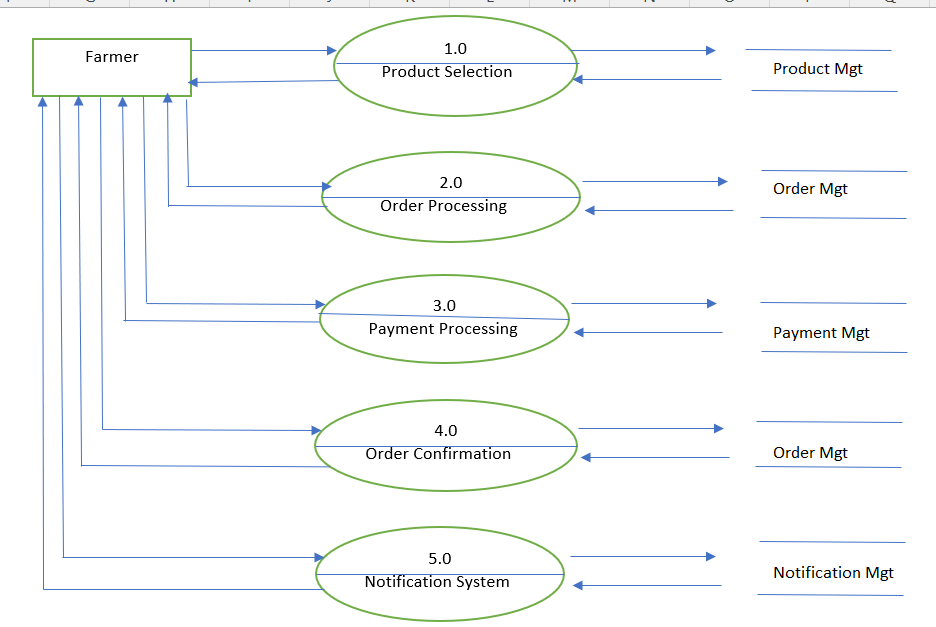 Farmer
1.0
Product Selection
Product Mgt
2.0
Order Processing
Order Mgt
3.0
Payment Processing
Payment Mgt
4.0
Order Confirmation
Order Mgt
5.0
Notification System
Notification Mgt